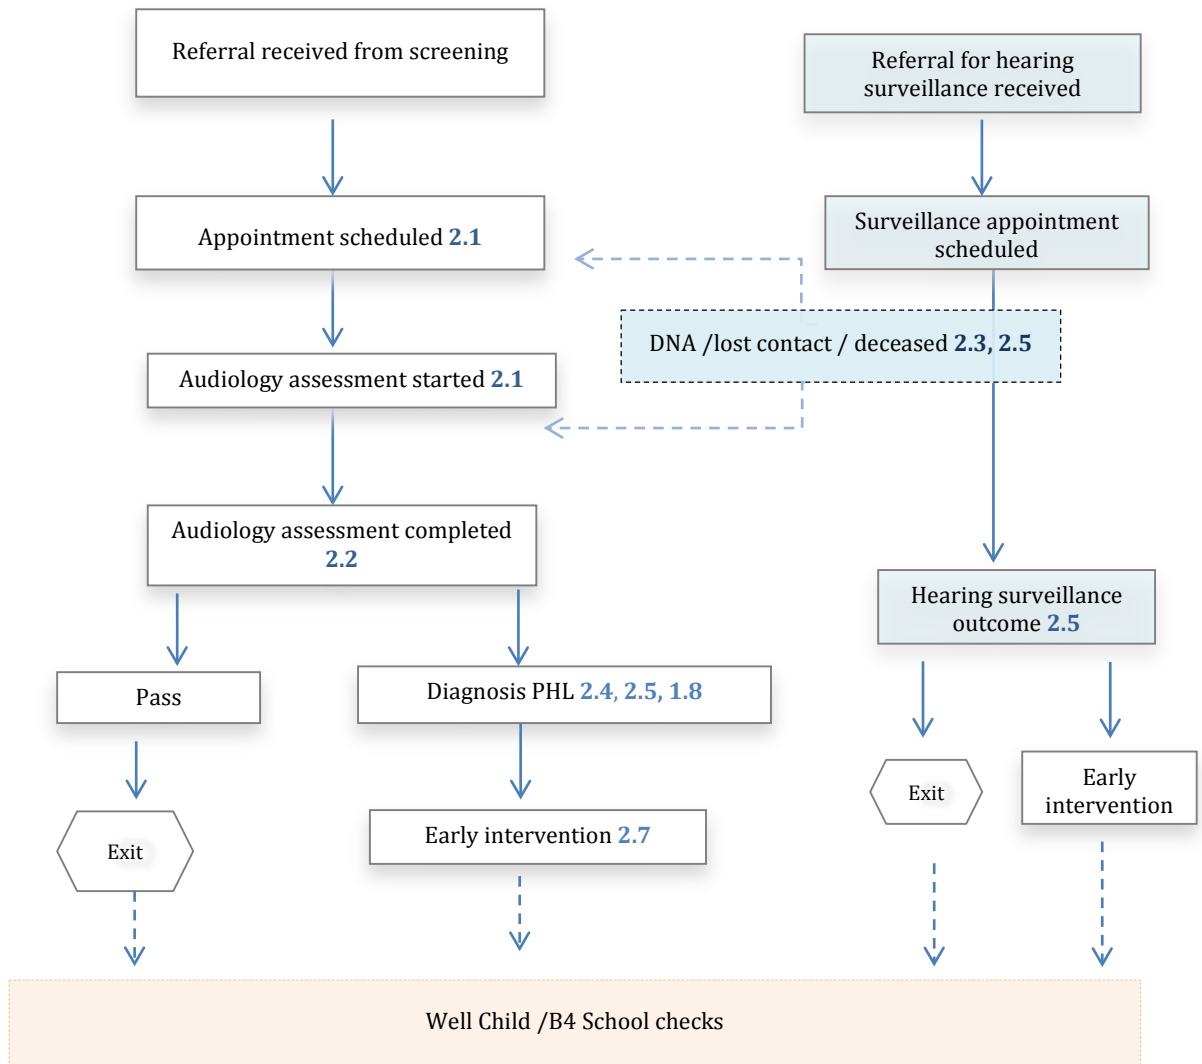 Referral received from screening
Referral for hearing
surveillance received
Appointment scheduled 2.1
Surveillance appointment
scheduled
DNA /lost contact / deceased 2.3, 2.5
Audiology assessment started 2.1
Audiology assessment completed
2.2
Hearing surveillance
outcome 2.5
Pass
Diagnosis PHL 2.4, 2.5, 1.8
Exit
Early intervention 2.7
Exit
Early
intervention
Well Child /B4 School checks